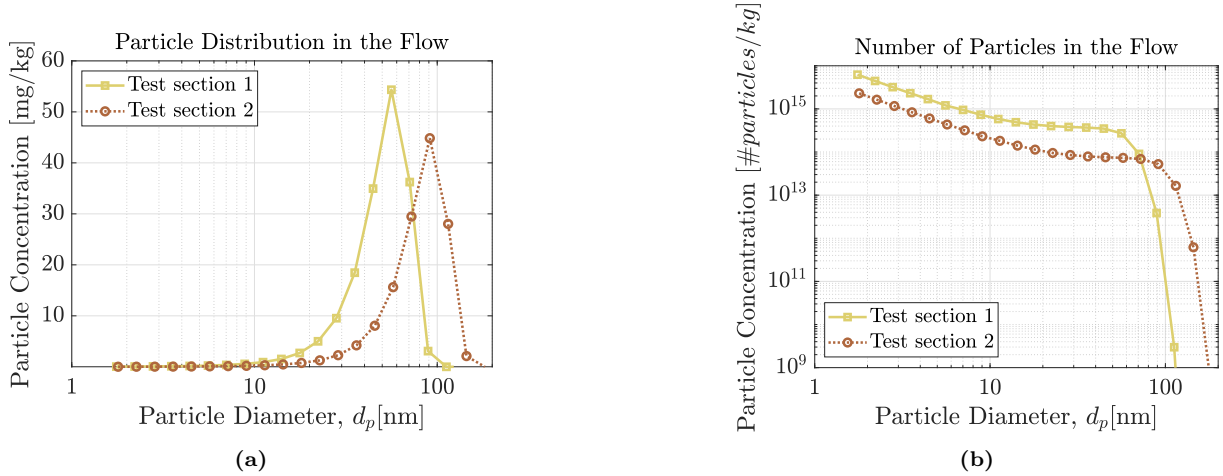 Particle Distribution in the Flow
Particle Concentration [mg/kg]
60
50
40
30
20
10
Test section 1
Test section 2
1
10
100
Particle Diameter, d_p[nm]
(a)
Number of Particles in the Flow
Particle Concentration [#particles/kg]
10^15
10^13
10^11
10^9
Test section 1
Test section 2
1
10
100
Particle Diameter, d_p[nm]
(b)